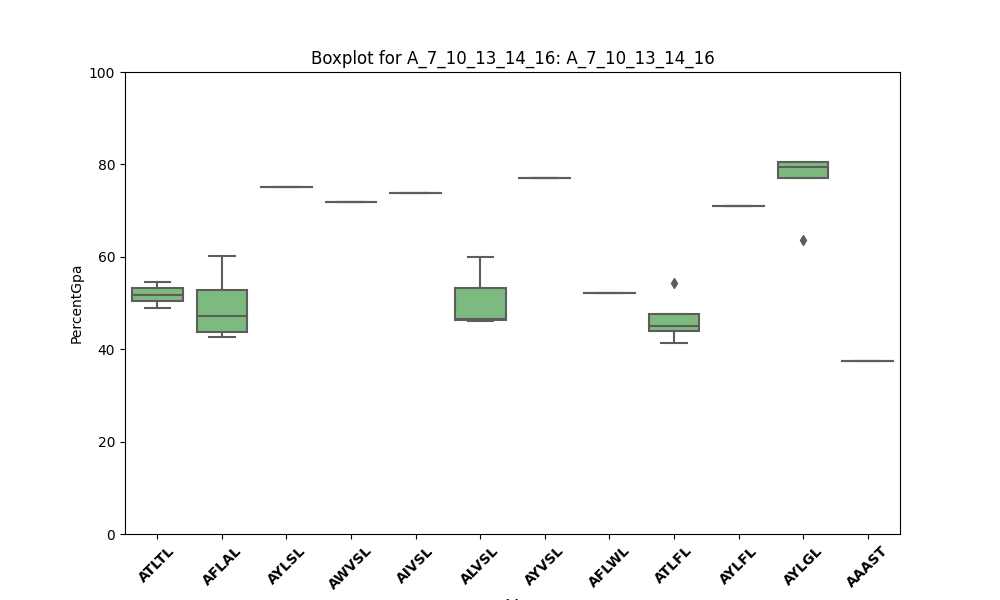 Boxplot for A_7_10_13_14_16: A_7_10_13_14_16
100
80
60
40
20
0
PercentGpa
ATLTL
AFLAL
AYLSL
AWVSL
AIVSL
ALVSL
AYVSL
AFLWL
ATLFL
AYLFL
AYLGL
AAAST